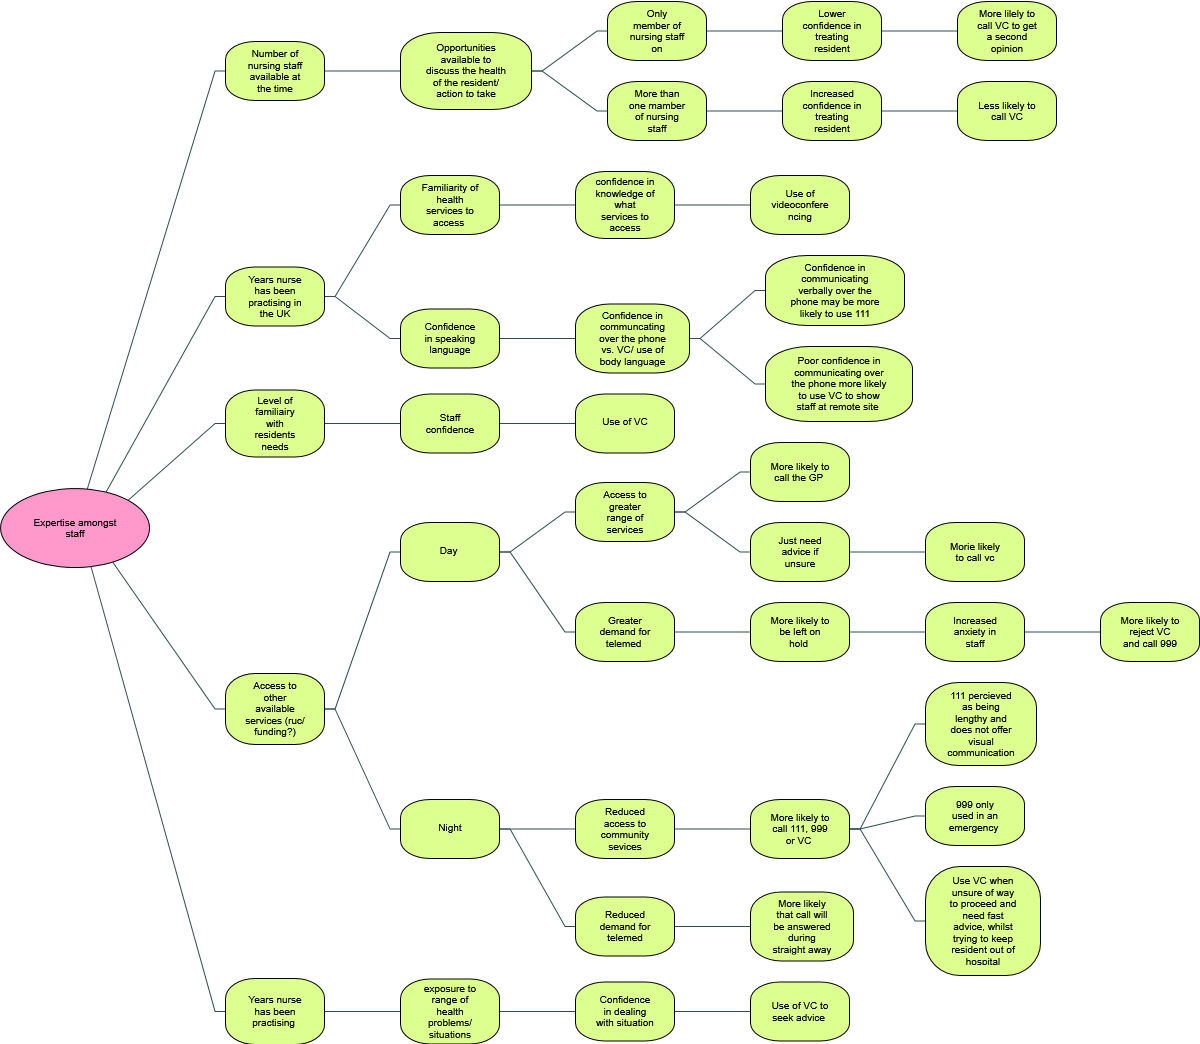 Only
member of
nursing staff
on
Lower
confidence in
treating
resident
More lilely to
call VC to get
a second
opinion
Number of
nursing staff
available at
the time
Opportunities
available to
discuss the health
of the resident/
action to take
More than
one mamber
of nursing
staff
Increased
confidence in
treating
resident
Less likely to
call VC
Familiarity of
health
services to
access
confidence in
knowledge of
what
services to
access
Use of
videoconfere
ncing
Years nurse
has been
practising in
the UK
Confidence in
communicating
verbally over the
phone may be more
likely to use 111
Confidence
in speaking
language
Confidence in
communcating
over the phone
vs. VC/ use of
body language
Poor confidence in
communicating over
the phone more likely
to use VC to show
staff at remote site
Level of
familiairy
with
residents
needs
Staff
confidence
Use of VC
Expertise amongst
staff
More likely to
call the GP
Access to
greater
range of
services
Day
Just need
advice if
unsure
Morie likely
to call vc
Greater
demand for
telemed
More likely to
be left on
hold
Increased
anxiety in
staff
More likely to
reject VC
and call 999
Access to
other
available
services (ruc/
funding?)
111 percieved
as being
lengthy and
does not offer
visual
communication
Night
Reduced
access to
community
sevices
More likely to
call 111, 999
or VC
999 only
used in an
emergency
Use VC when
unsure of way
to proceed and
need fast
advice, whilst
trying to keep
resident out of
hospital
Reduced
demand for
telemed
More likely
that call will
be answered
during
straight away
Years nurse
has been
practising
exposure to
range of
health
problems/
situations
Confidence
in dealing
with situation
Use of VC to
seek advice